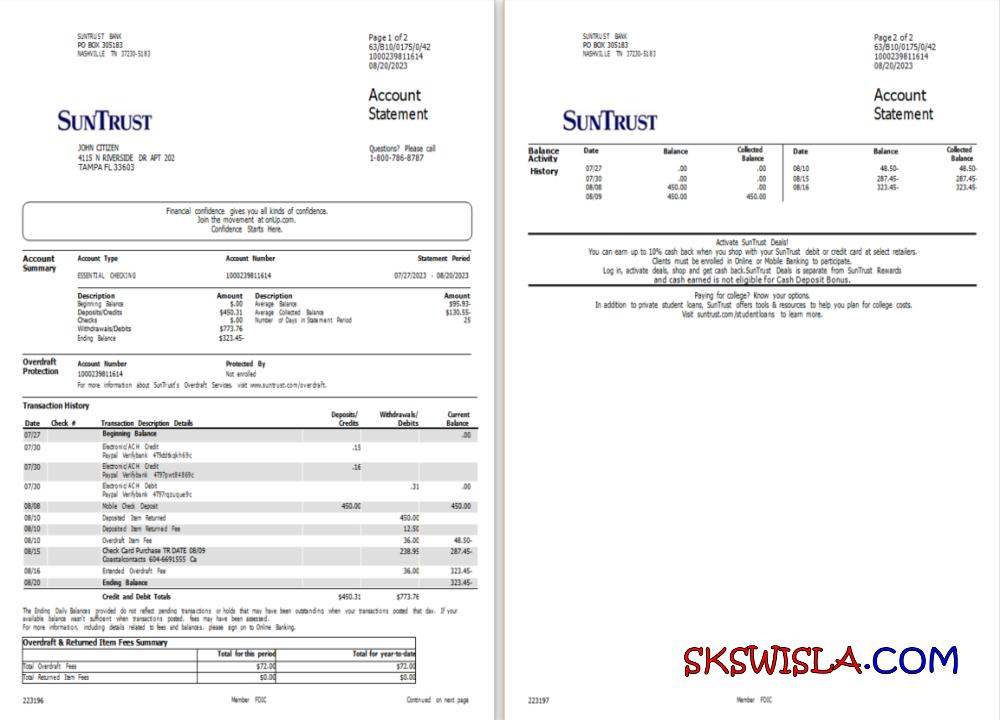 SUNTRUST BANK
PO BOX 305183
NASHVILLE TN 37230-5183
Page 1 of 2
63/B10/0175/0/42
1000239811614
08/20/2023
Account
Statement
SUNTRUST
JOHN CITIZEN
4115 N RIVERSIDE DR APT 202
TAMPA FL 33603
Questions? Please call
1-800-786-8787
Financial confidence gives you all kinds of confidence.
Join the movement at onUp.com.
Confidence Starts Here.
Account Summary
Account Type Account Number Statement Period
ESSENTIAL CHECKING 1000239811614 07/27/2023 - 08/20/2023
Description Amount Description Amount
Beginning Balance $.00 Average Balance $95.93-
Deposits/Credits $450.31 Average Collected Balance $130.55-
Checks $.00 Number of Days in Statement Period 25
Withdrawals/Debits $773.76
Ending Balance $323.45-
Overdraft Protection
Account Number Protected By
1000239811614 Not enrolled
For more information about SunTrust's Overdraft Services, visit www.suntrust.com/overdraft.
Transaction History
Date Check # Transaction Description Details Deposits/ Credits Withdrawals/ Debits Current Balance
07/27 Beginning Balance .00
07/30 Electronic/ACH Credit .15
Paypal Verifybank
07/30 Electronic/ACH Credit .16
Paypal Verifybank
07/30 Electronic/ACH Debit .31 .00
Paypal Verifybank
08/08 Mobile Check Deposit 450.00 450.00
08/10 Deposited Item Returned 450.00
08/10 Deposited Item Returned Fee 12.50
08/10 Overdraft Item Fee 36.00 48.50-
08/15 Check Card Purchase TR DATE 08/09 238.95 287.45-
Coastalcontacts 604-6691555 Ca
08/16 Extended Overdraft Fee 36.00 323.45-
08/20 Ending Balance 323.45-
Credit and Debit Totals $450.31 $773.76
The Ending Daily Balances provided do not reflect pending transactions or holds that may have been outstanding when your transactions posted that day. If your
available balance wasn't sufficient when transactions posted, fees may have been assessed.
For more information, including details related to fees and balances, please sign on to Online Banking.
Overdraft & Returned Item Fees Summary
Total for this period Total for year-to-date
Total Overdraft Fees $72.00 $72.00
Total Returned Item Fees $0.00 $0.00
223196 Member FDIC Continued on next page
SUNTRUST BANK
PO BOX 305183
NASHVILLE TN 37230-5183
Page 2 of 2
63/B10/0175/0/42
1000239811614
08/20/2023
Account
Statement
SUNTRUST
Balance Activity History
Date Balance Collected Balance Date Balance Collected Balance
07/27 .00 .00 08/10 48.50- 48.50-
07/30 .00 .00 08/15 287.45- 287.45-
08/08 450.00 .00 08/16 323.45- 323.45-
08/09 450.00 450.00
Activate SunTrust Deals!
You can earn up to 10% cash back when you shop with your SunTrust debit or credit card at select retailers.
Clients must be enrolled in Online or Mobile Banking to participate.
Log in, activate deals, shop and get cash back.SunTrust Deals is separate from SunTrust Rewards
and cash earned is not eligible for Cash Deposit Bonus.
Paying for college? Know your options.
In addition to private student loans, SunTrust offers tools & resources to help you plan for college costs.
Visit suntrust.com/studentloans to learn more.
SKSWISLA.COM
223197 Member FDIC